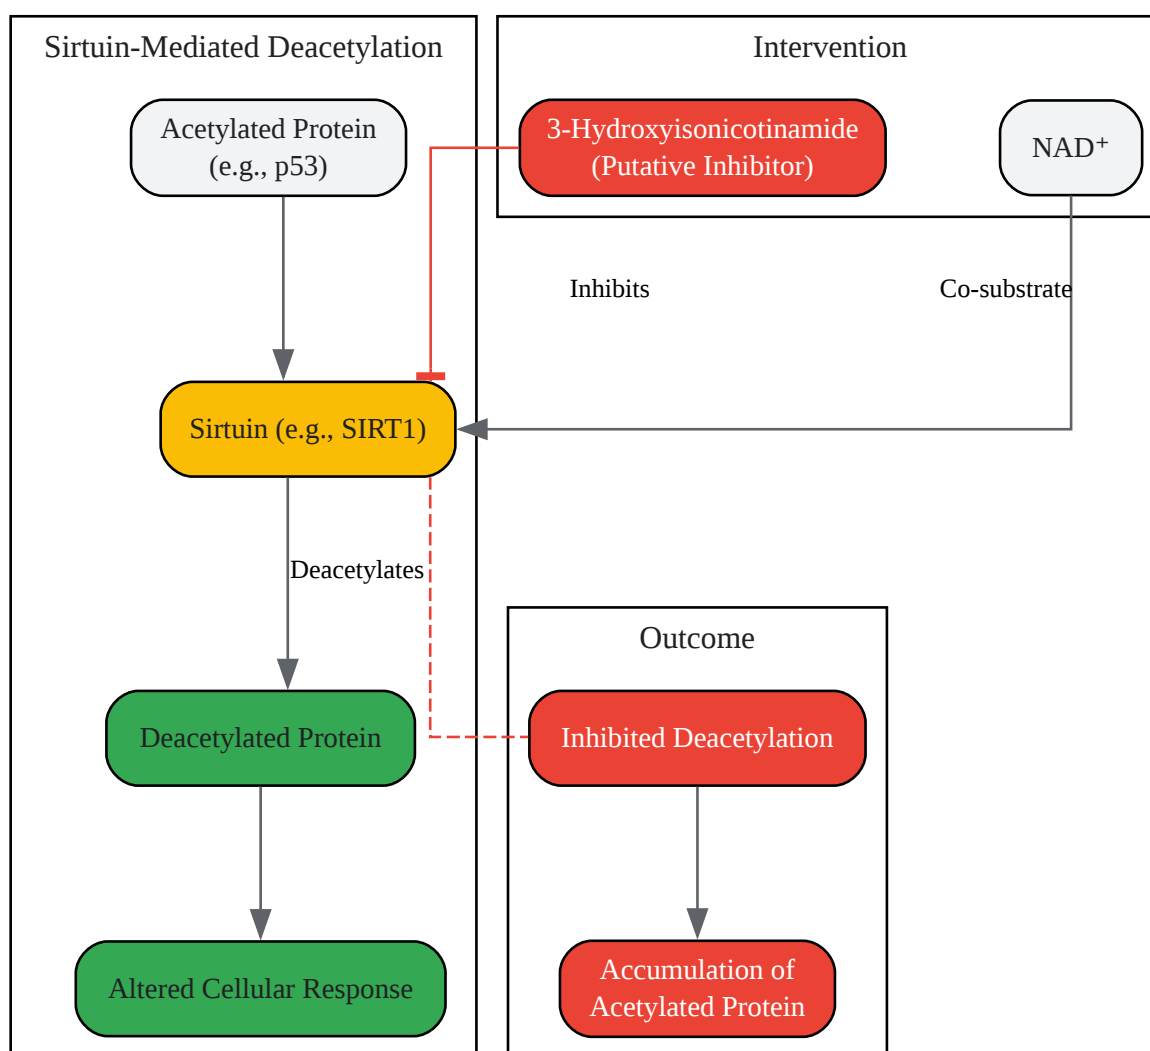 Sirtuin-Mediated Deacetylation
Intervention
Acetylated Protein
(e.g., p53)
3-Hydroxyisonicotinamide
(Putative Inhibitor)
NAD⁺
Inhibits
Co-substrate
Sirtuin (e.g., SIRT1)
Deacetylates
Outcome
Deacetylated Protein
Inhibited Deacetylation
Altered Cellular Response
Accumulation of
Acetylated Protein